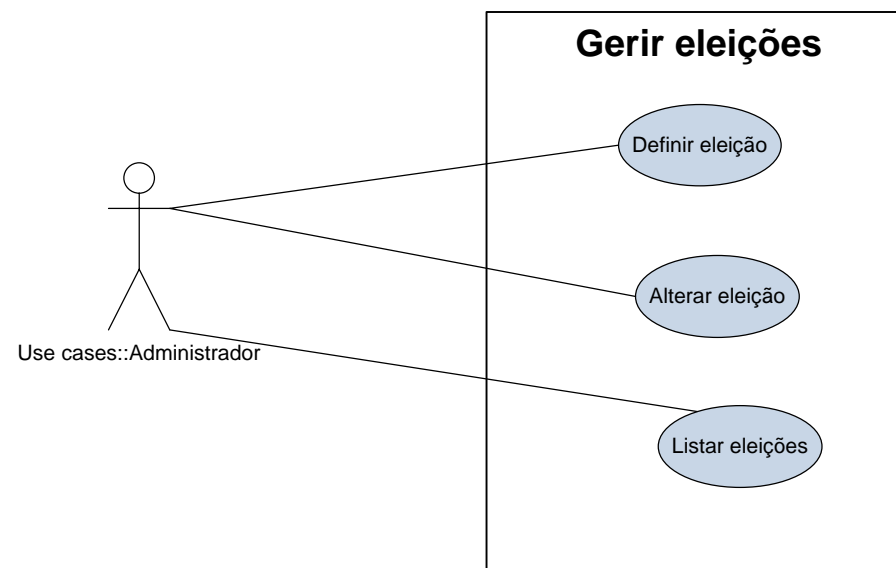 Gerir eleições
Definir eleição
Alterar eleição
Use cases::Administrador
Listar eleições